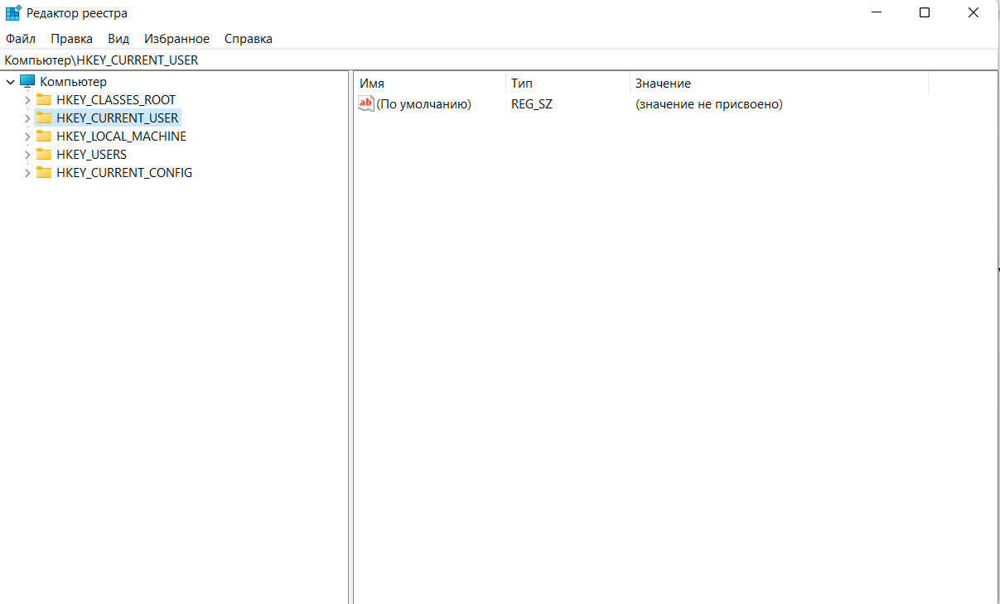 Редактор реестра
Файл Правка Вид Избранное Справка
Компьютер\HKEY_CURRENT_USER
Компьютер
HKEY_CLASSES_ROOT
HKEY_CURRENT_USER
HKEY_LOCAL_MACHINE
HKEY_USERS
HKEY_CURRENT_CONFIG
Имя Тип Значение
ab (По умолчанию) REG_SZ (значение не присвоено)